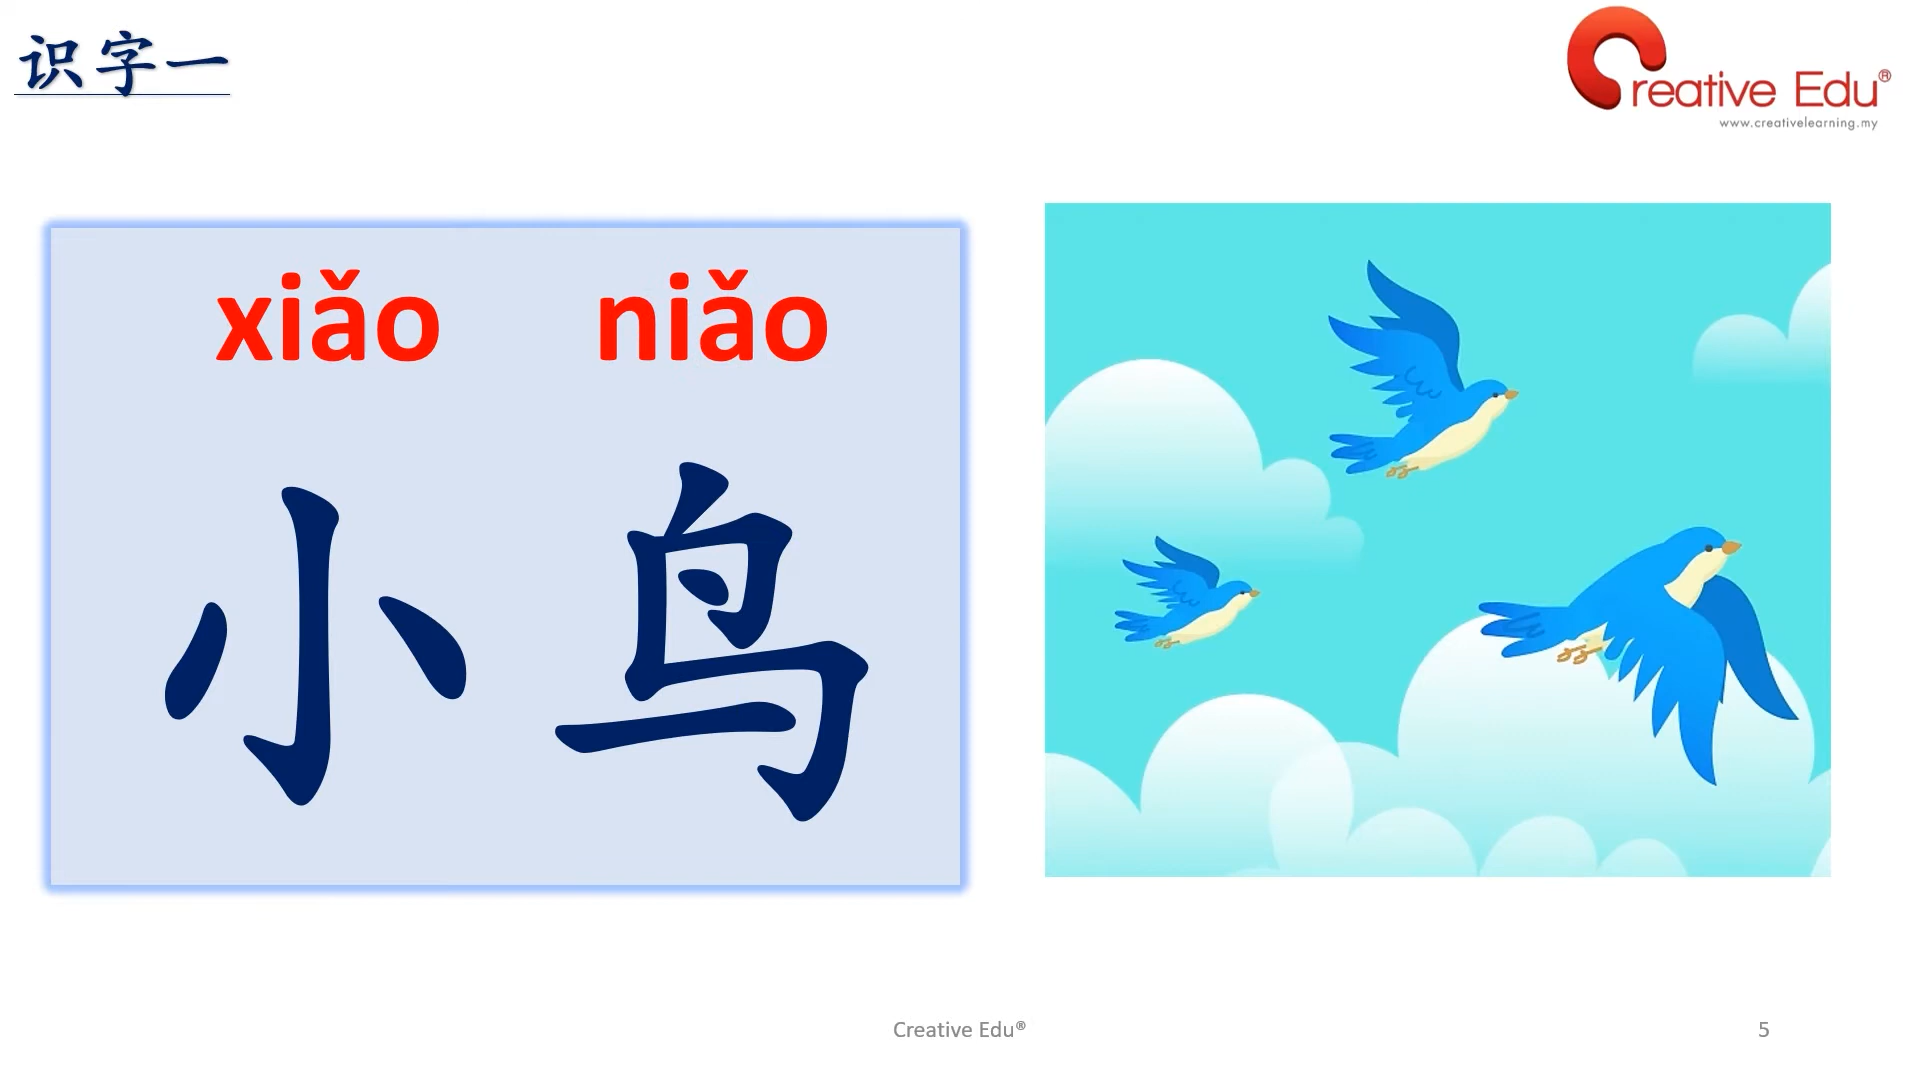 识字一
Creative Edu®
www.creativelearning.my
xiǎo niǎo
小鸟
Creative Edu®
5